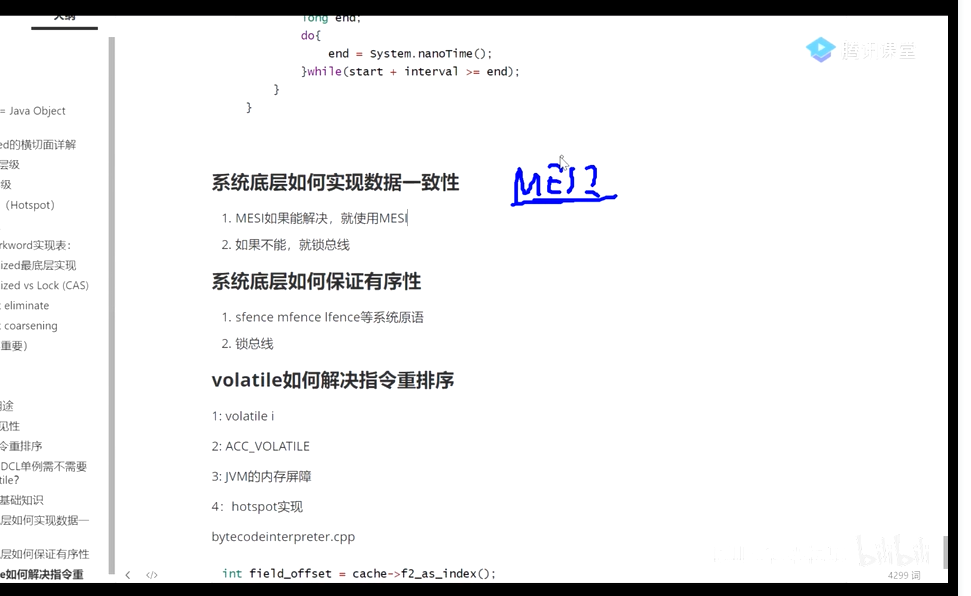 大纲
long end;
do{
end = System.nanoTime();
}while(start + interval >= end);
}
}
腾讯课堂
= Java Object
ed的横切面详解
层级
级
(Hotspot)
rkword实现表:
ized最底层实现
ized vs Lock (CAS)
eliminate
coarsening
重要)
用途
见性
令重排序
DCL单例需不需要
tile?
基础知识
层如何实现数据一
层如何保证有序性
e如何解决指令重
系统底层如何实现数据一致性
MESI
1. MESI如果能解决，就使用MESI
2. 如果不能，就锁总线
系统底层如何保证有序性
1. sfence mfence lfence等系统原语
2. 锁总线
volatile如何解决指令重排序
1: volatile i
2: ACC_VOLATILE
3: JVM的内存屏障
4：hotspot实现
bytecodeinterpreter.cpp
int field_offset = cache->f2_as_index();
< </>
bilibili
4299 词